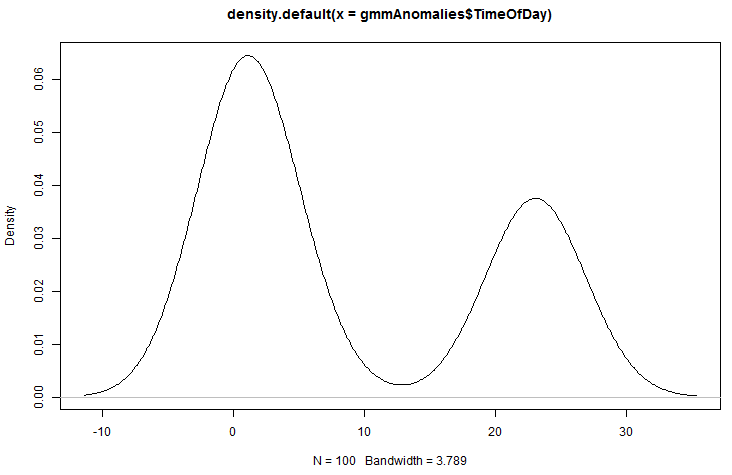 density.default(x = gmmAnomalies$TimeOfDay)
Density
0.06
0.05
0.04
0.03
0.02
0.01
0.00
-10 0 10 20 30
N = 100 Bandwidth = 3.789